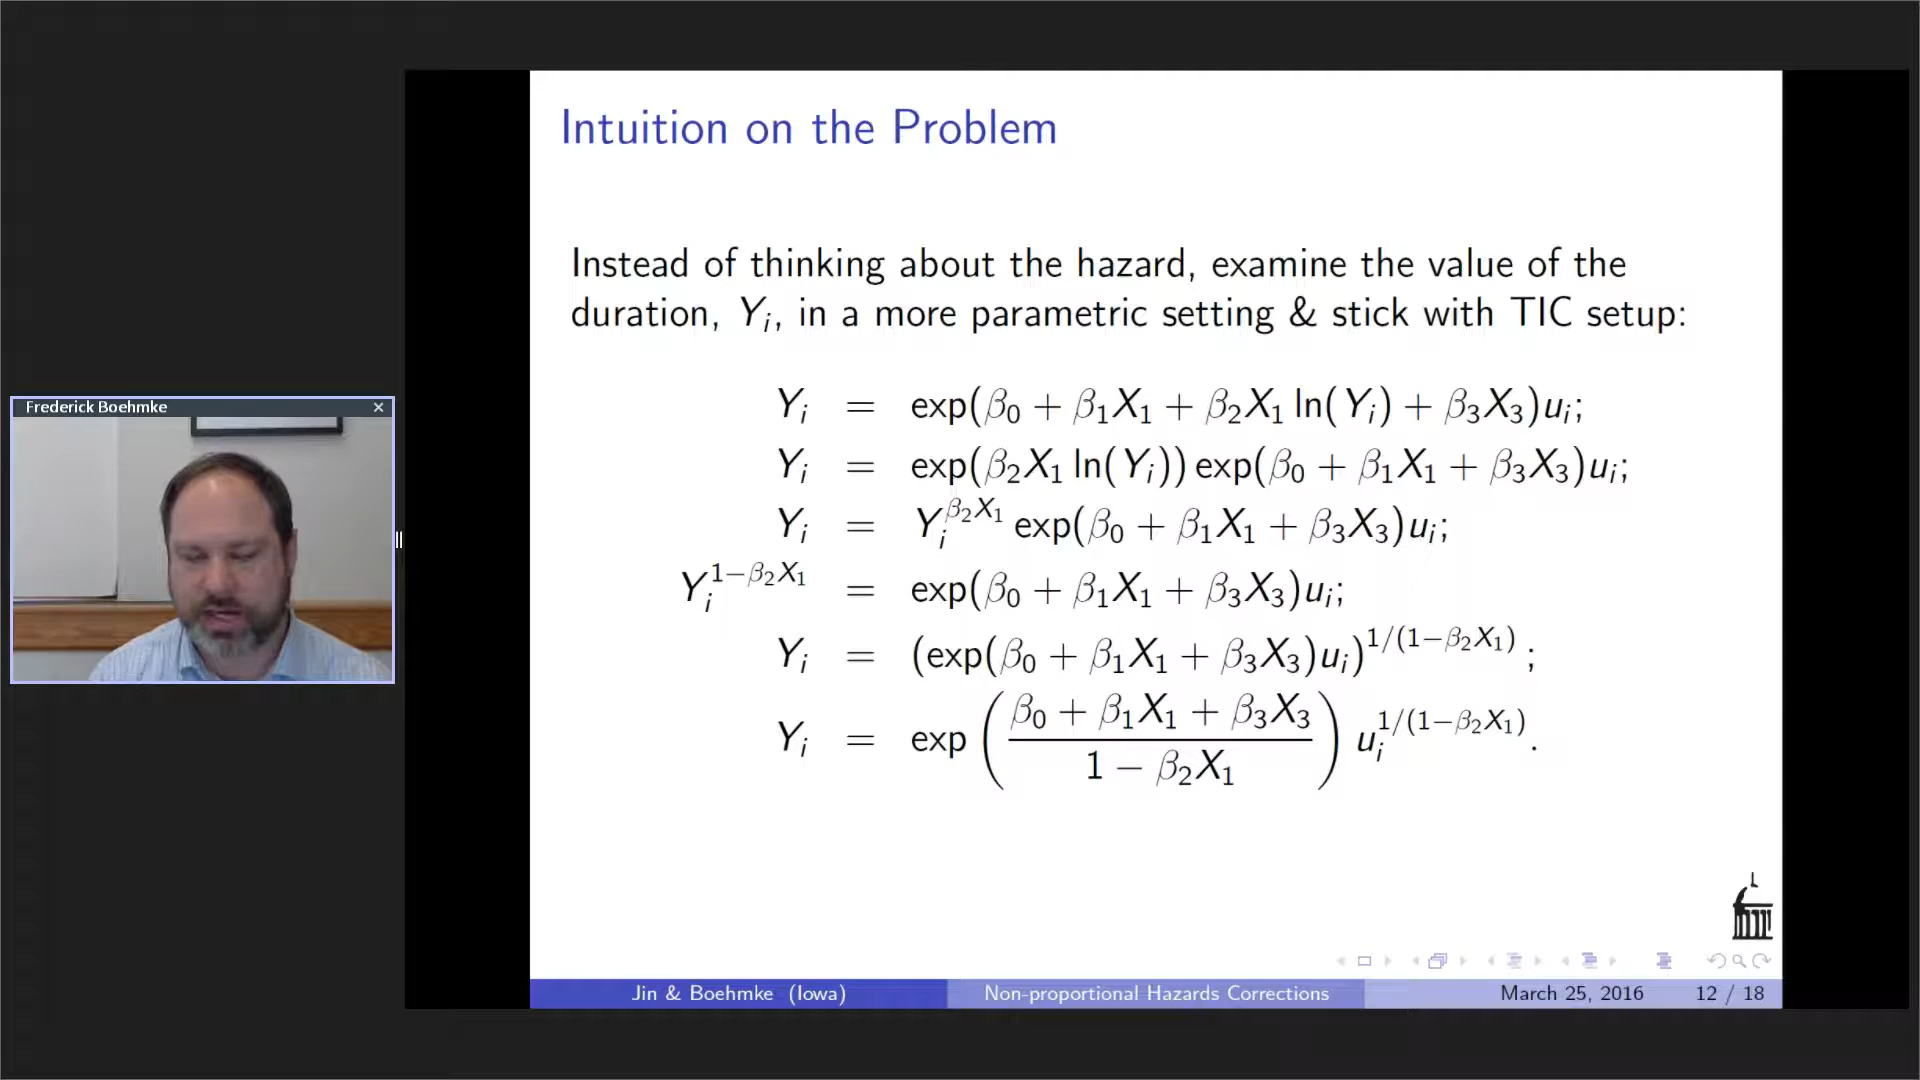 Intuition on the Problem
Instead of thinking about the hazard, examine the value of the
duration, Yᵢ, in a more parametric setting & stick with TIC setup:
Yᵢ = exp(β₀ + β₁X₁ + β₂X₁ ln(Yᵢ) + β₃X₃)uᵢ;
Yᵢ = exp(β₂X₁ ln(Yᵢ)) exp(β₀ + β₁X₁ + β₃X₃)uᵢ;
Yᵢ = Yᵢ^{β₂X₁} exp(β₀ + β₁X₁ + β₃X₃)uᵢ;
Yᵢ^{1−β₂X₁} = exp(β₀ + β₁X₁ + β₃X₃)uᵢ;
Yᵢ = (exp(β₀ + β₁X₁ + β₃X₃)uᵢ)^{1/(1−β₂X₁)};
Yᵢ = exp((β₀ + β₁X₁ + β₃X₃)/(1 − β₂X₁)) uᵢ^{1/(1−β₂X₁)}.
Frederick Boehmke
Jin & Boehmke (Iowa) Non-proportional Hazards Corrections March 25, 2016 12 / 18